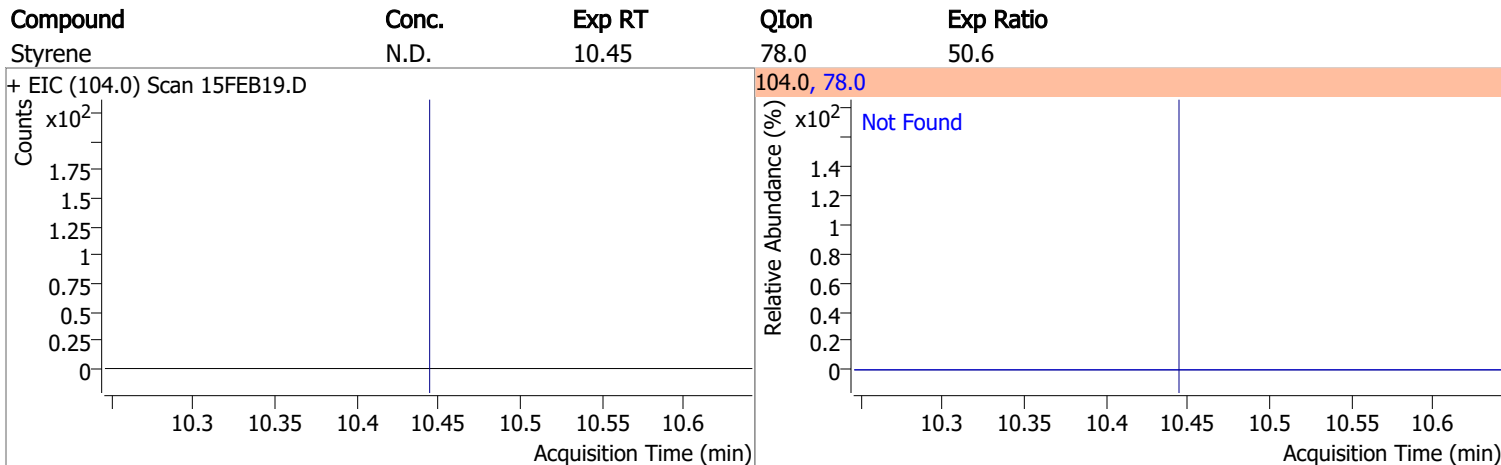 Compound Conc. Exp RT QIon Exp Ratio
Styrene N.D. 10.45 78.0 50.6
+ EIC (104.0) Scan 15FEB19.D
Counts
x10²
1.75
1.5
1.25
1
0.75
0.5
0.25
0
10.3 10.35 10.4 10.45 10.5 10.55 10.6
Acquisition Time (min)
104.0, 78.0
Relative Abundance (%)
x10²
Not Found
1.4
1.2
1
0.8
0.6
0.4
0.2
0
10.3 10.35 10.4 10.45 10.5 10.55 10.6
Acquisition Time (min)